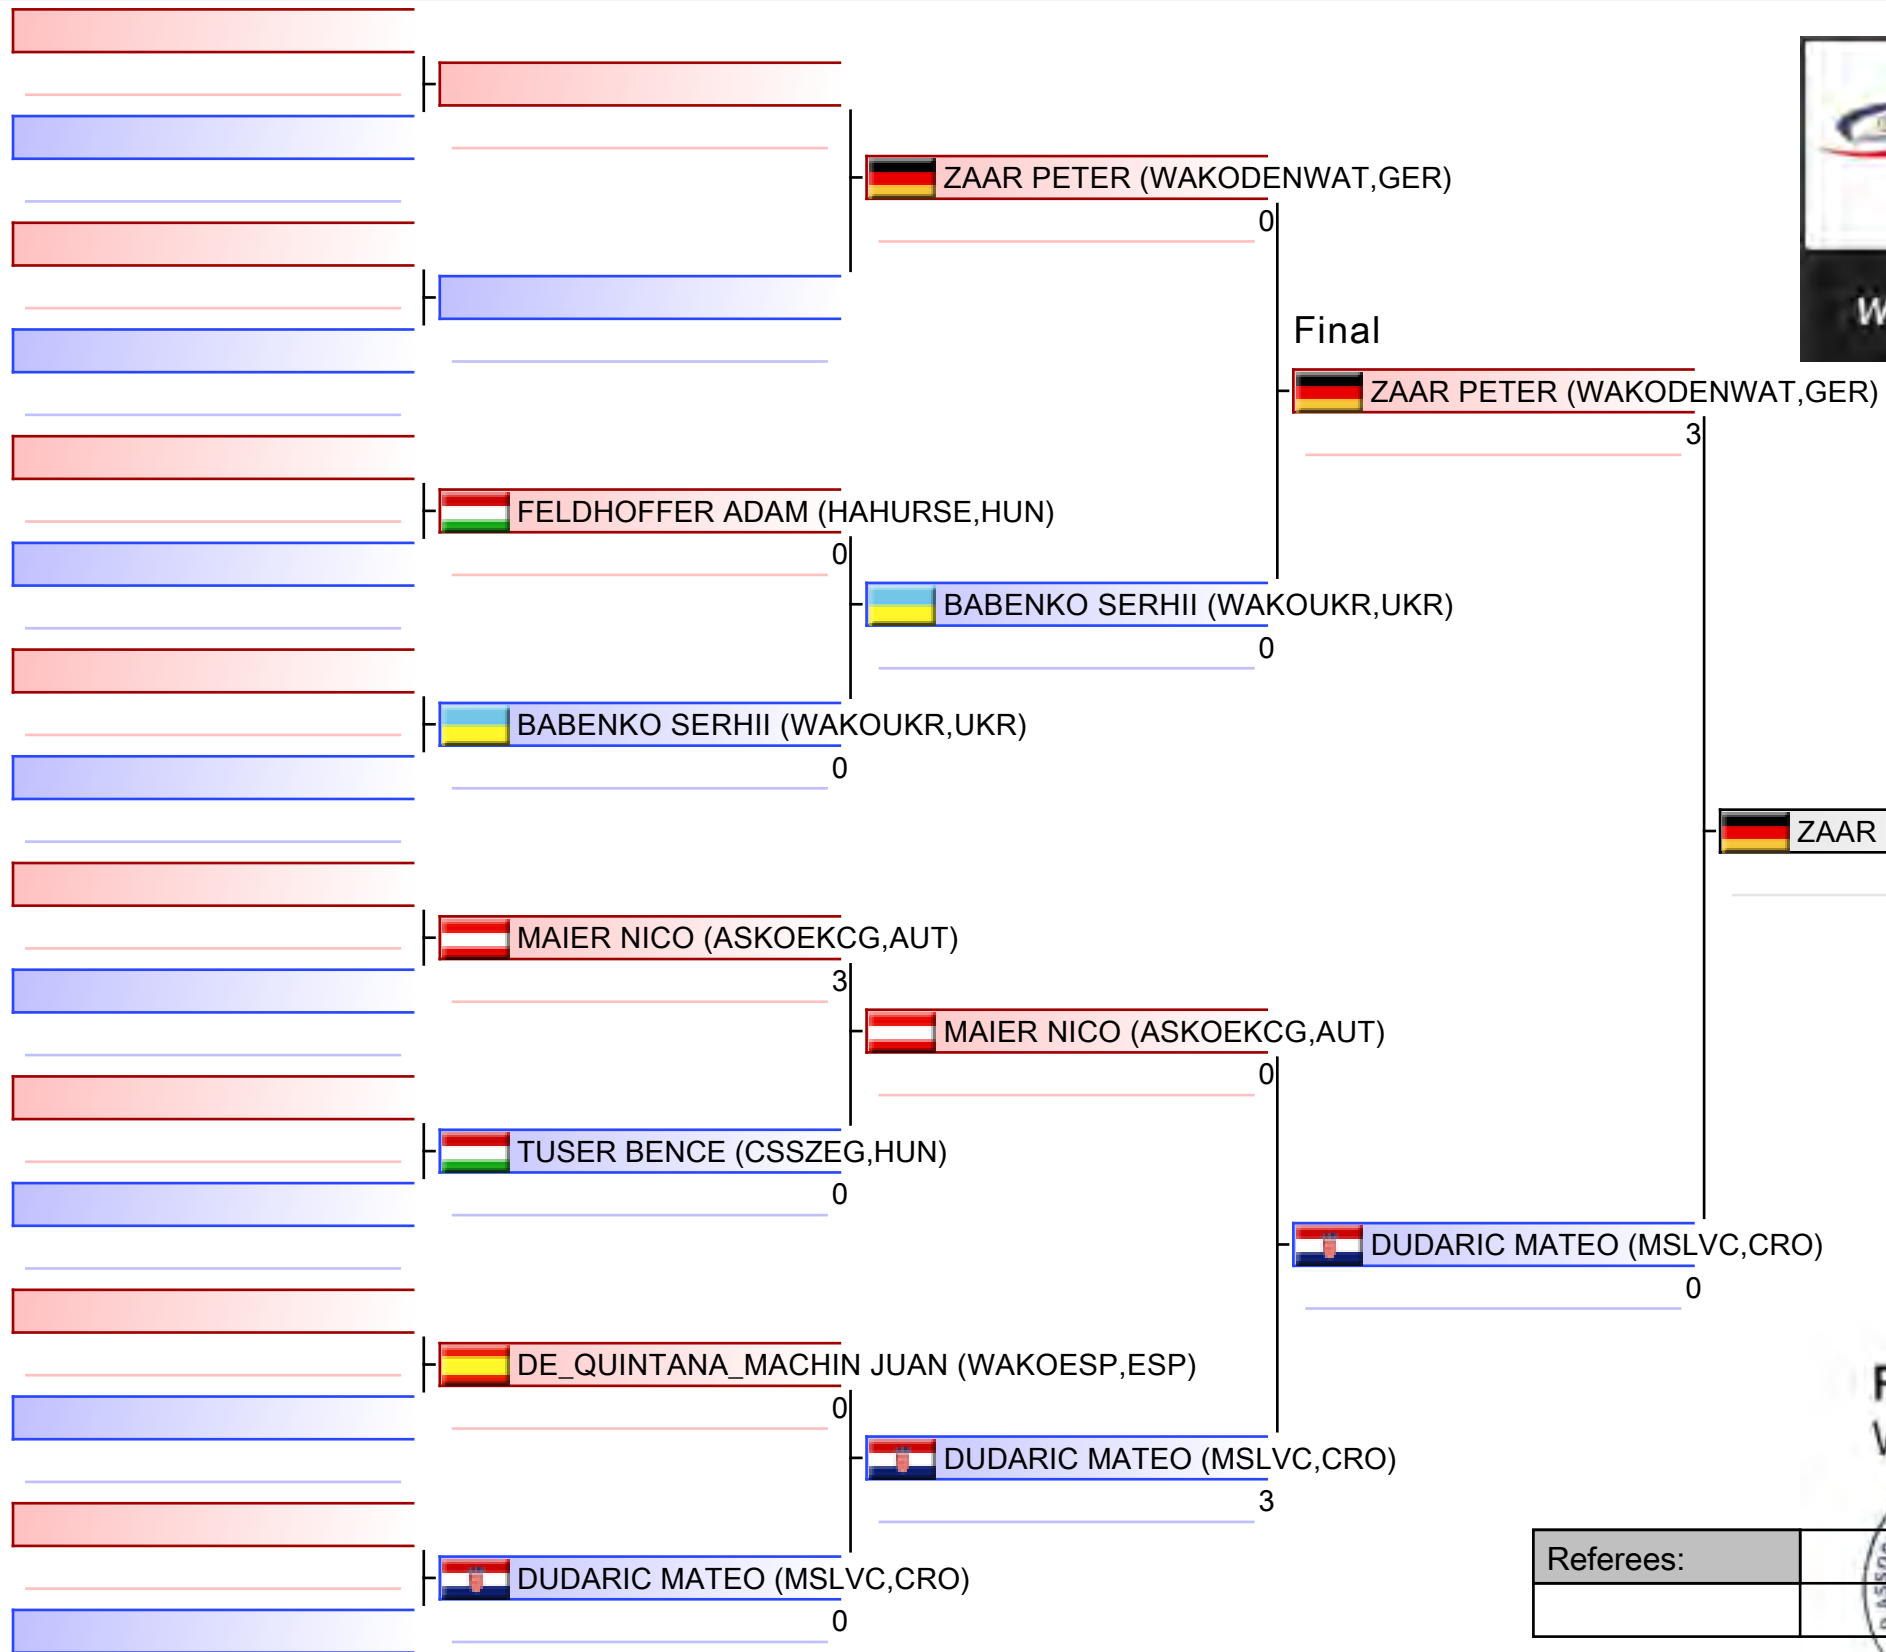 ZAAR PETER (WAKODENWAT,GER)
0
Final
ZAAR PETER (WAKODENWAT,GER)
3
FELDHOFFER ADAM (HAHURSE,HUN)
0
BABENKO SERHII (WAKOUKR,UKR)
0
BABENKO SERHII (WAKOUKR,UKR)
0
ZAAR
MAIER NICO (ASKOEKCG,AUT)
3
MAIER NICO (ASKOEKCG,AUT)
0
TUSER BENCE (CSSZEG,HUN)
0
DUDARIC MATEO (MSLVC,CRO)
0
DE_QUINTANA_MACHIN JUAN (WAKOESP,ESP)
0
DUDARIC MATEO (MSLVC,CRO)
3
Referees:
DUDARIC MATEO (MSLVC,CRO)
0